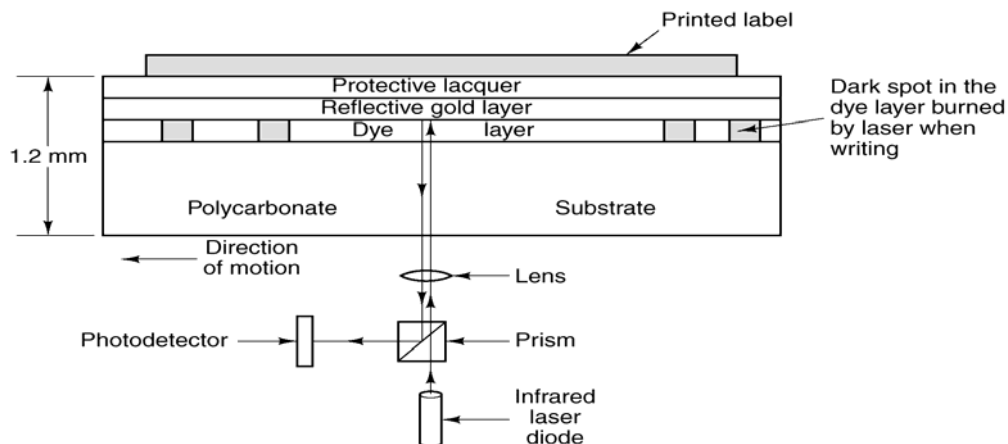 Printed label
Protective lacquer
Reflective gold layer
Dye layer
Dark spot in the
dye layer burned
by laser when
writing
1.2 mm
Polycarbonate
Substrate
Direction
of motion
Lens
Photodetector
Prism
Infrared
laser
diode